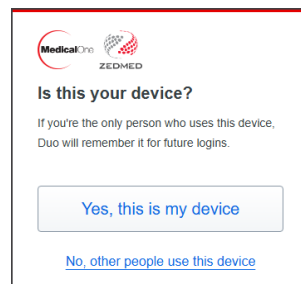 MedicalOne
ZEDMED
Is this your device?
If you're the only person who uses this device,
Duo will remember it for future logins.
Yes, this is my device
No, other people use this device